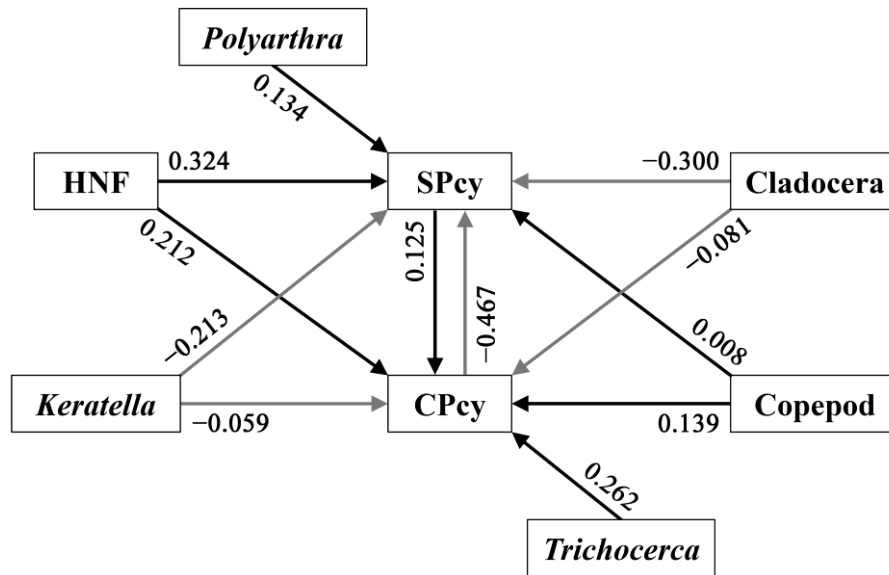 Polyarthra
0.134
HNF
0.324
SPcy
−0.300
Cladocera
0.212
0.125
−0.081
−0.213
−0.467
0.008
Keratella
−0.059
CPcy
0.139
Copepod
0.262
Trichocerca